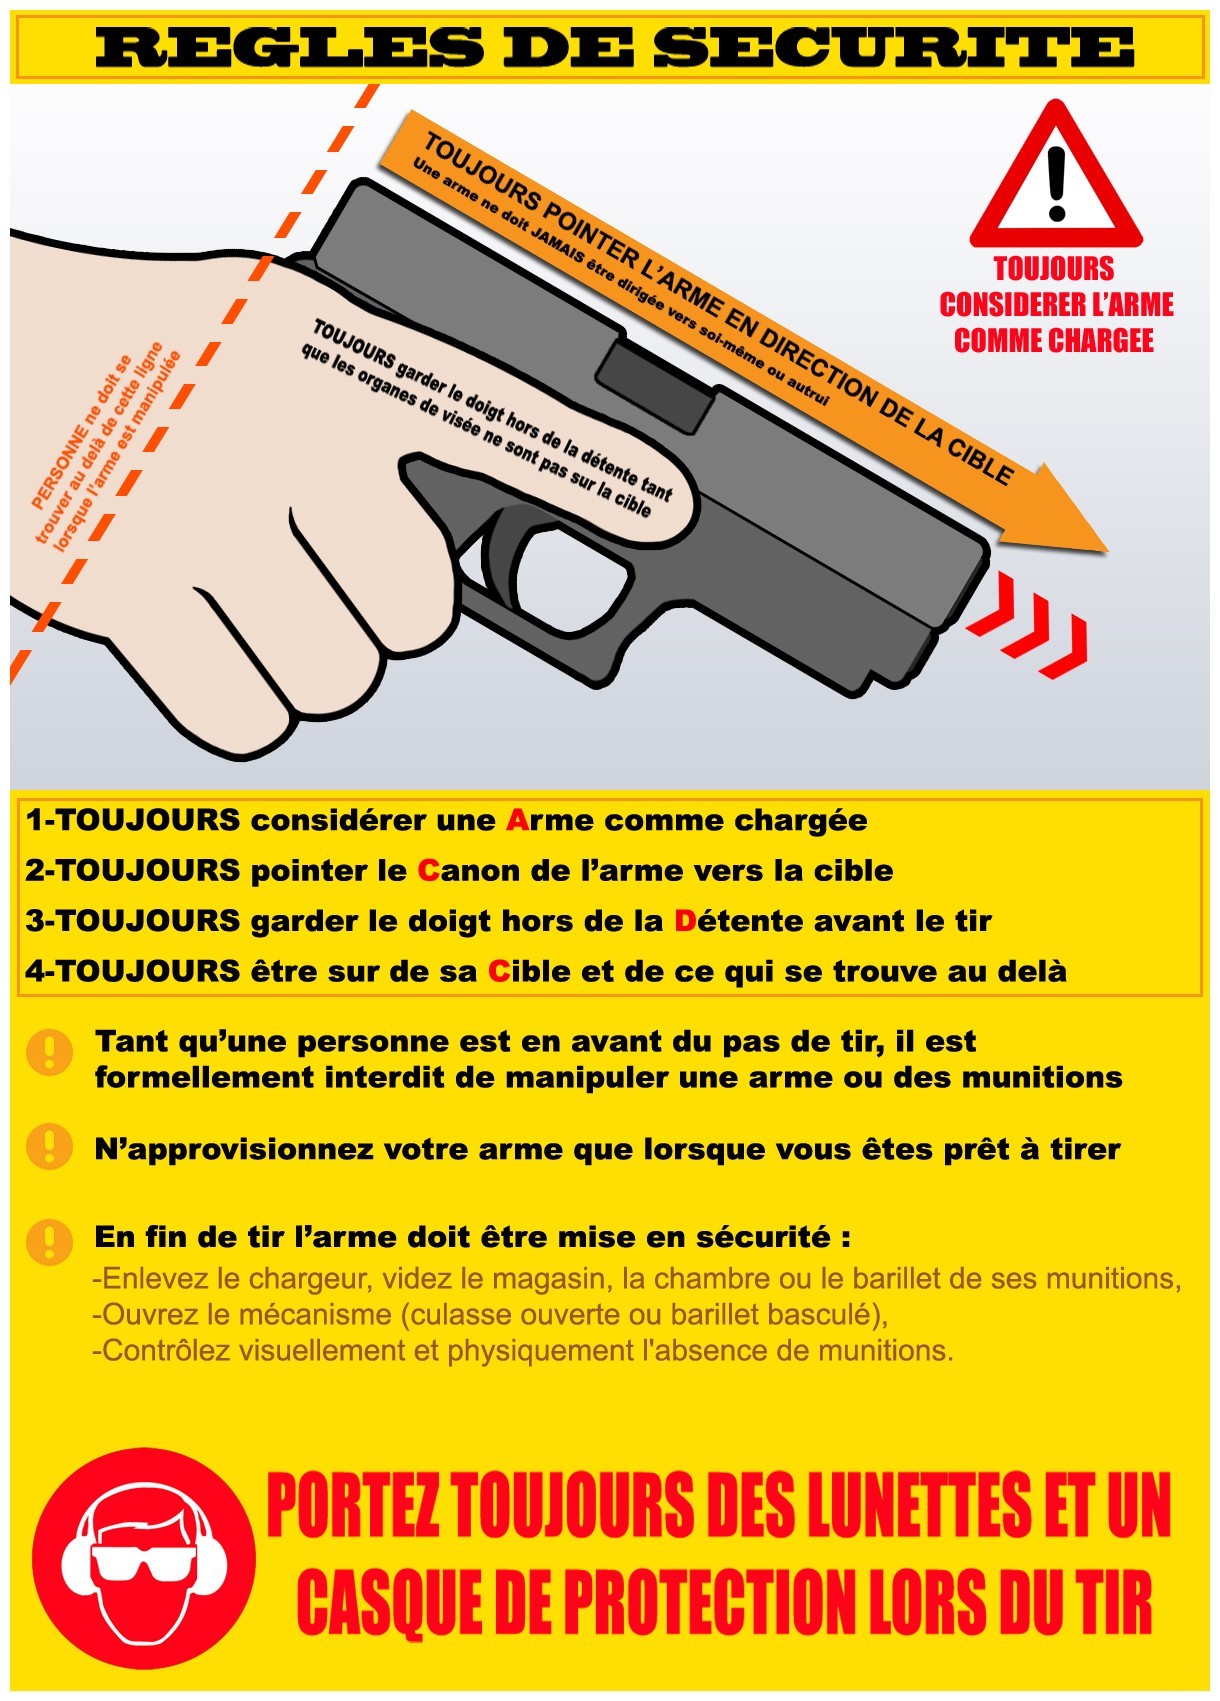 REGLES DE SECURITE
TOUJOURS POINTER L'ARME EN DIRECTION DE LA CIBLE
Une arme ne doit JAMAIS être dirigée vers soi-même ou autrui
TOUJOURS
CONSIDERER L'ARME
COMME CHARGEE
TOUJOURS garder le doigt hors de la détente tant
que les organes de visée ne sont pas sur la cible
PERSONNE ne doit se
trouver au delà de cette ligne
lorsque l'arme est manipulée
1-TOUJOURS considérer une Arme comme chargée
2-TOUJOURS pointer le Canon de l'arme vers la cible
3-TOUJOURS garder le doigt hors de la Détente avant le tir
4-TOUJOURS être sur de sa Cible et de ce qui se trouve au delà
Tant qu'une personne est en avant du pas de tir, il est
formellement interdit de manipuler une arme ou des munitions
N'approvisionnez votre arme que lorsque vous êtes prêt à tirer
En fin de tir l'arme doit être mise en sécurité :
-Enlevez le chargeur, videz le magasin, la chambre ou le barillet de ses munitions,
-Ouvrez le mécanisme (culasse ouverte ou barillet basculé),
-Contrôlez visuellement et physiquement l'absence de munitions.
PORTEZ TOUJOURS DES LUNETTES ET UN
CASQUE DE PROTECTION LORS DU TIR